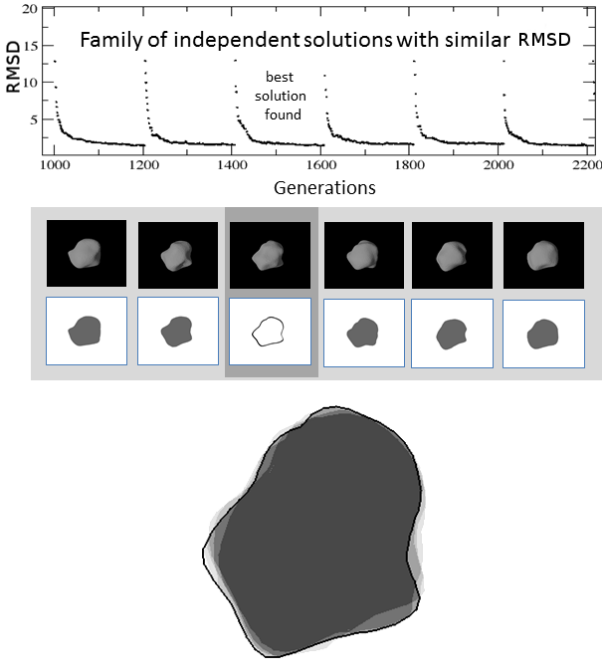 20
Family of independent solutions with similar RMSD
15
RMSD
10
best
solution
found
5
1000 1200 1400 1600 1800 2000 2200
Generations